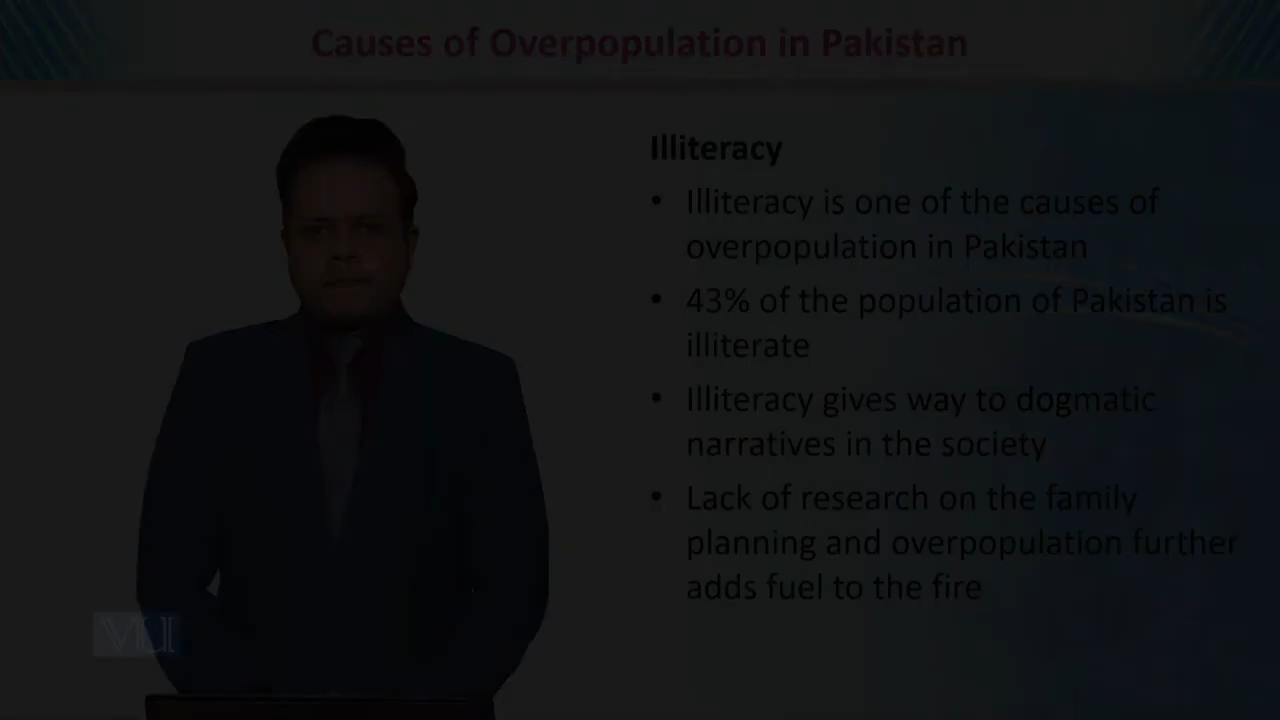 Causes of Overpopulation in Pakistan
Illiteracy
• Illiteracy is one of the causes of
overpopulation in Pakistan
• 43% of the population of Pakistan is
illiterate
• Illiteracy gives way to dogmatic
narratives in the society
• Lack of research on the family
planning and overpopulation further
adds fuel to the fire
VU